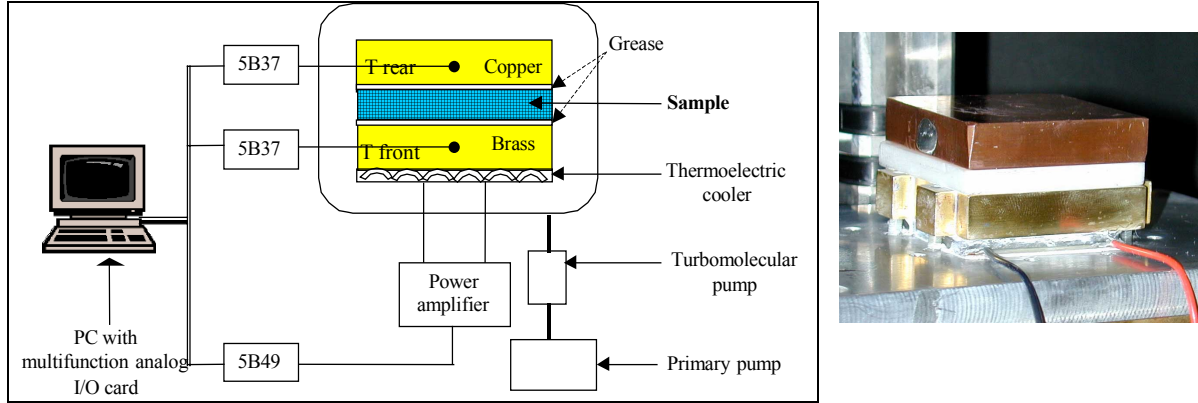 5B37
T rear
Copper
Grease
Sample
5B37
T front
Brass
Thermoelectric
cooler
Power
amplifier
Turbomolecular
pump
PC with
multifunction analog
I/O card
5B49
Primary pump